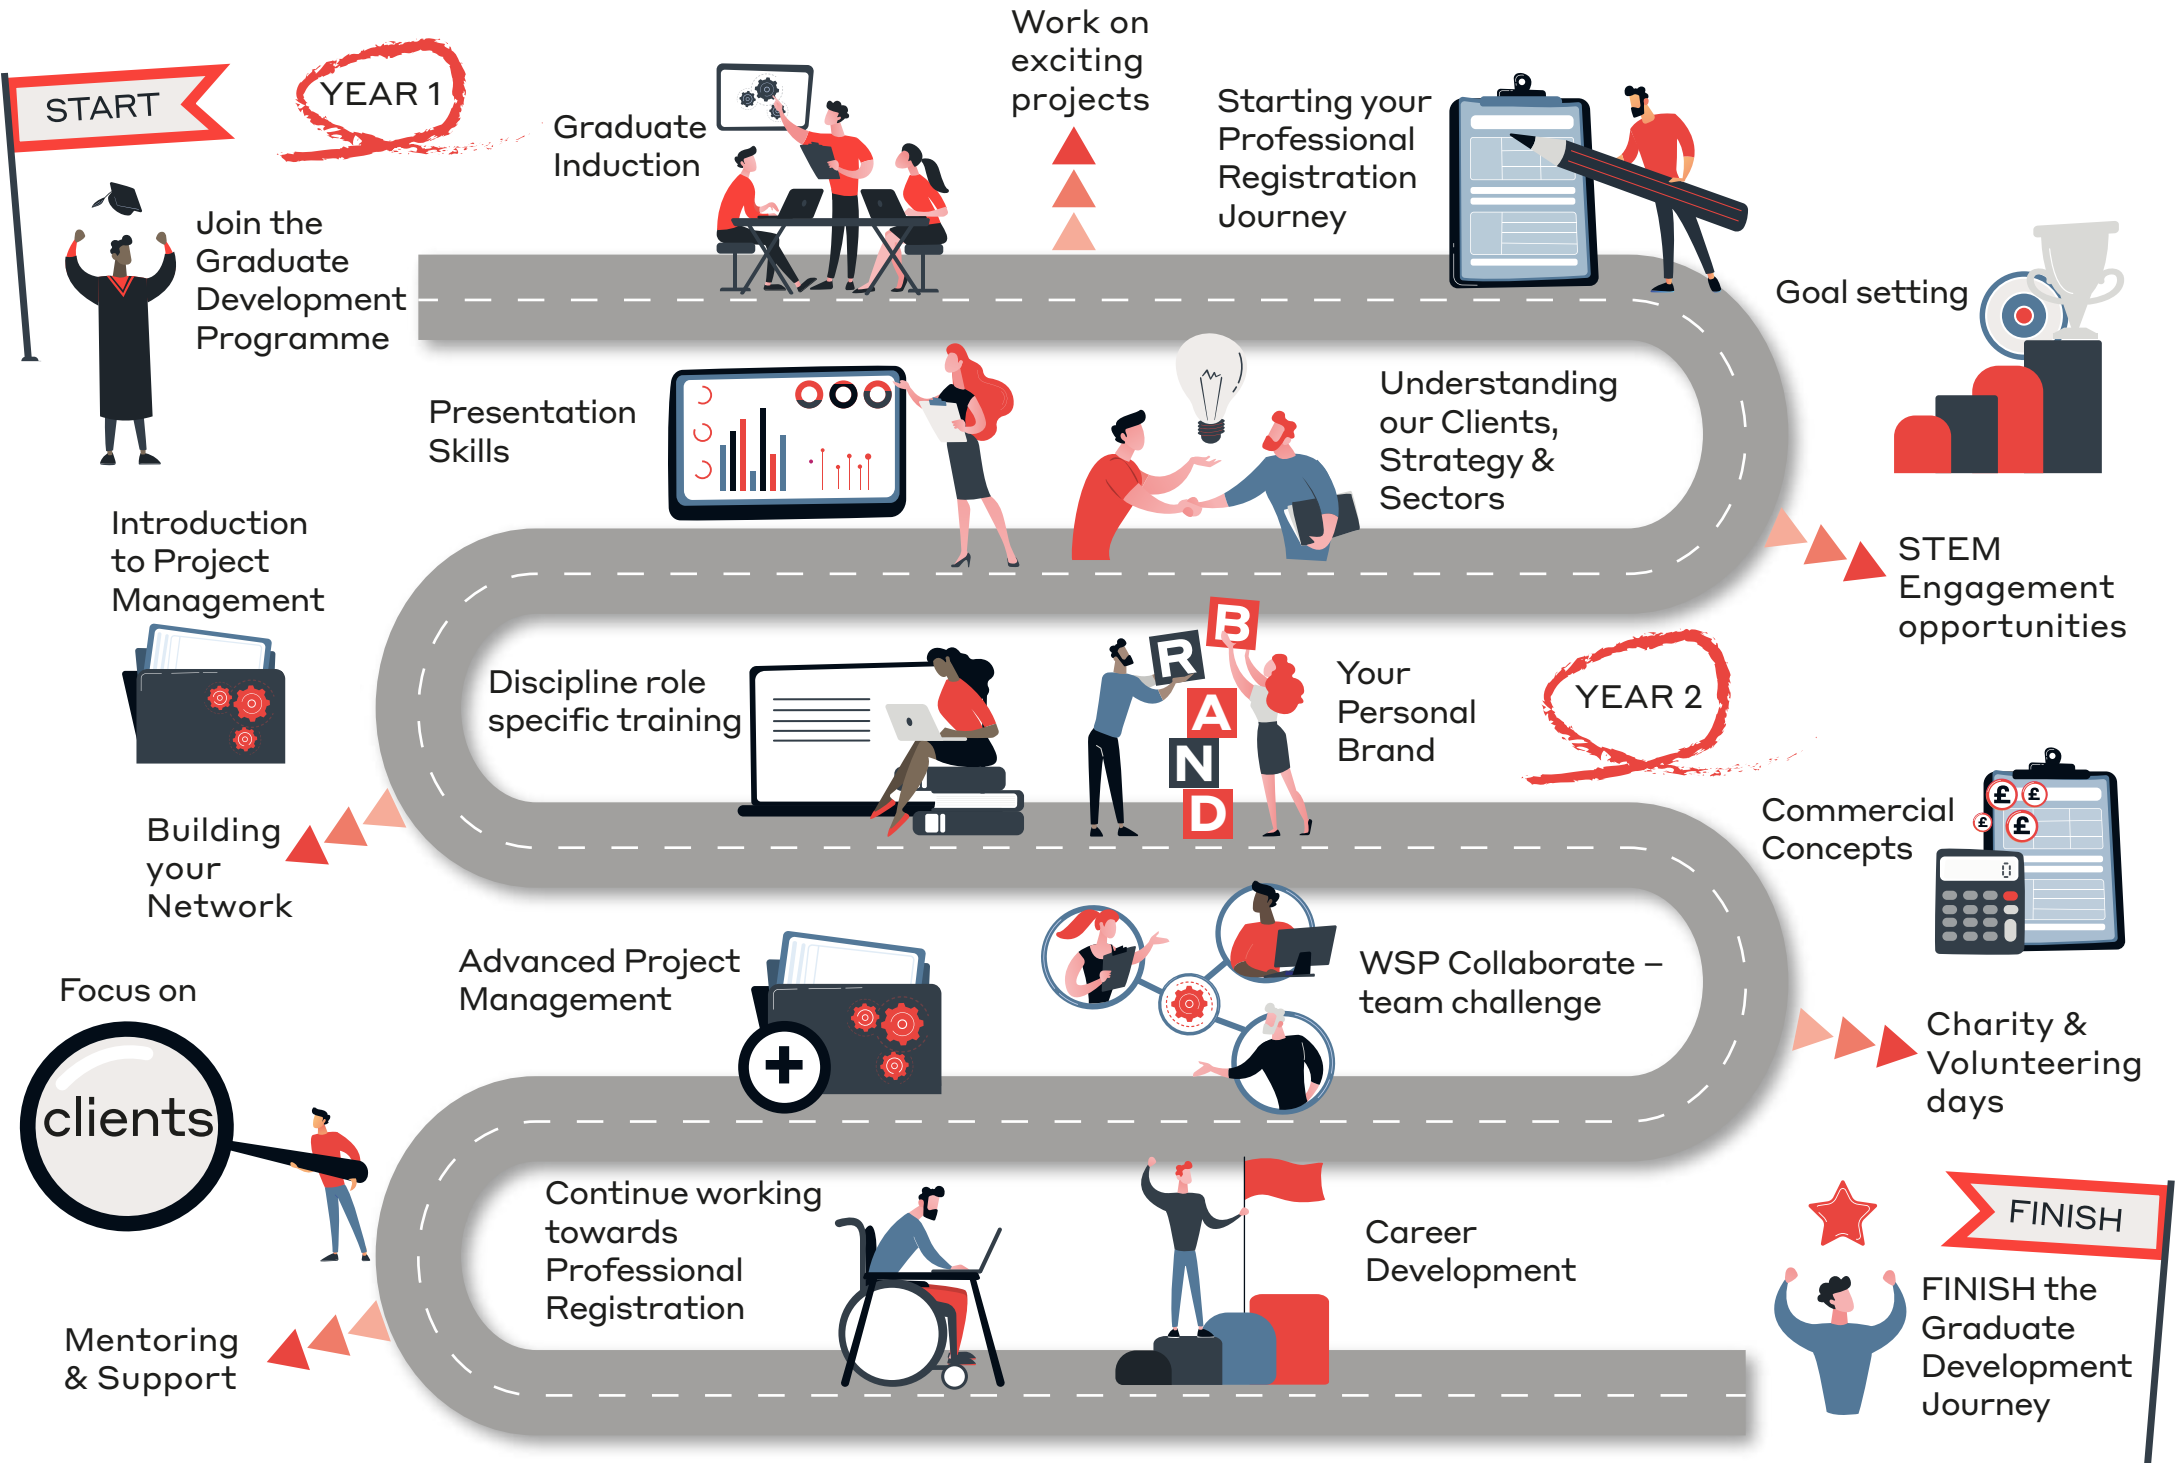 START
YEAR 1
Join the
Graduate
Development
Programme
Graduate
Induction
Work on
exciting
projects
Starting your
Professional
Registration
Journey
Goal setting
STEM
Engagement
opportunities
Understanding
our Clients,
Strategy &
Sectors
Presentation
Skills
Introduction
to Project
Management
Building
your
Network
Discipline role
specific training
B
R
A
N
D
Your
Personal
Brand
YEAR 2
Commercial
Concepts
£
£
£
£
0
Charity &
Volunteering
days
WSP Collaborate –
team challenge
Advanced Project
Management
Focus on
clients
Mentoring
& Support
Continue working
towards
Professional
Registration
Career
Development
FINISH
FINISH the
Graduate
Development
Journey